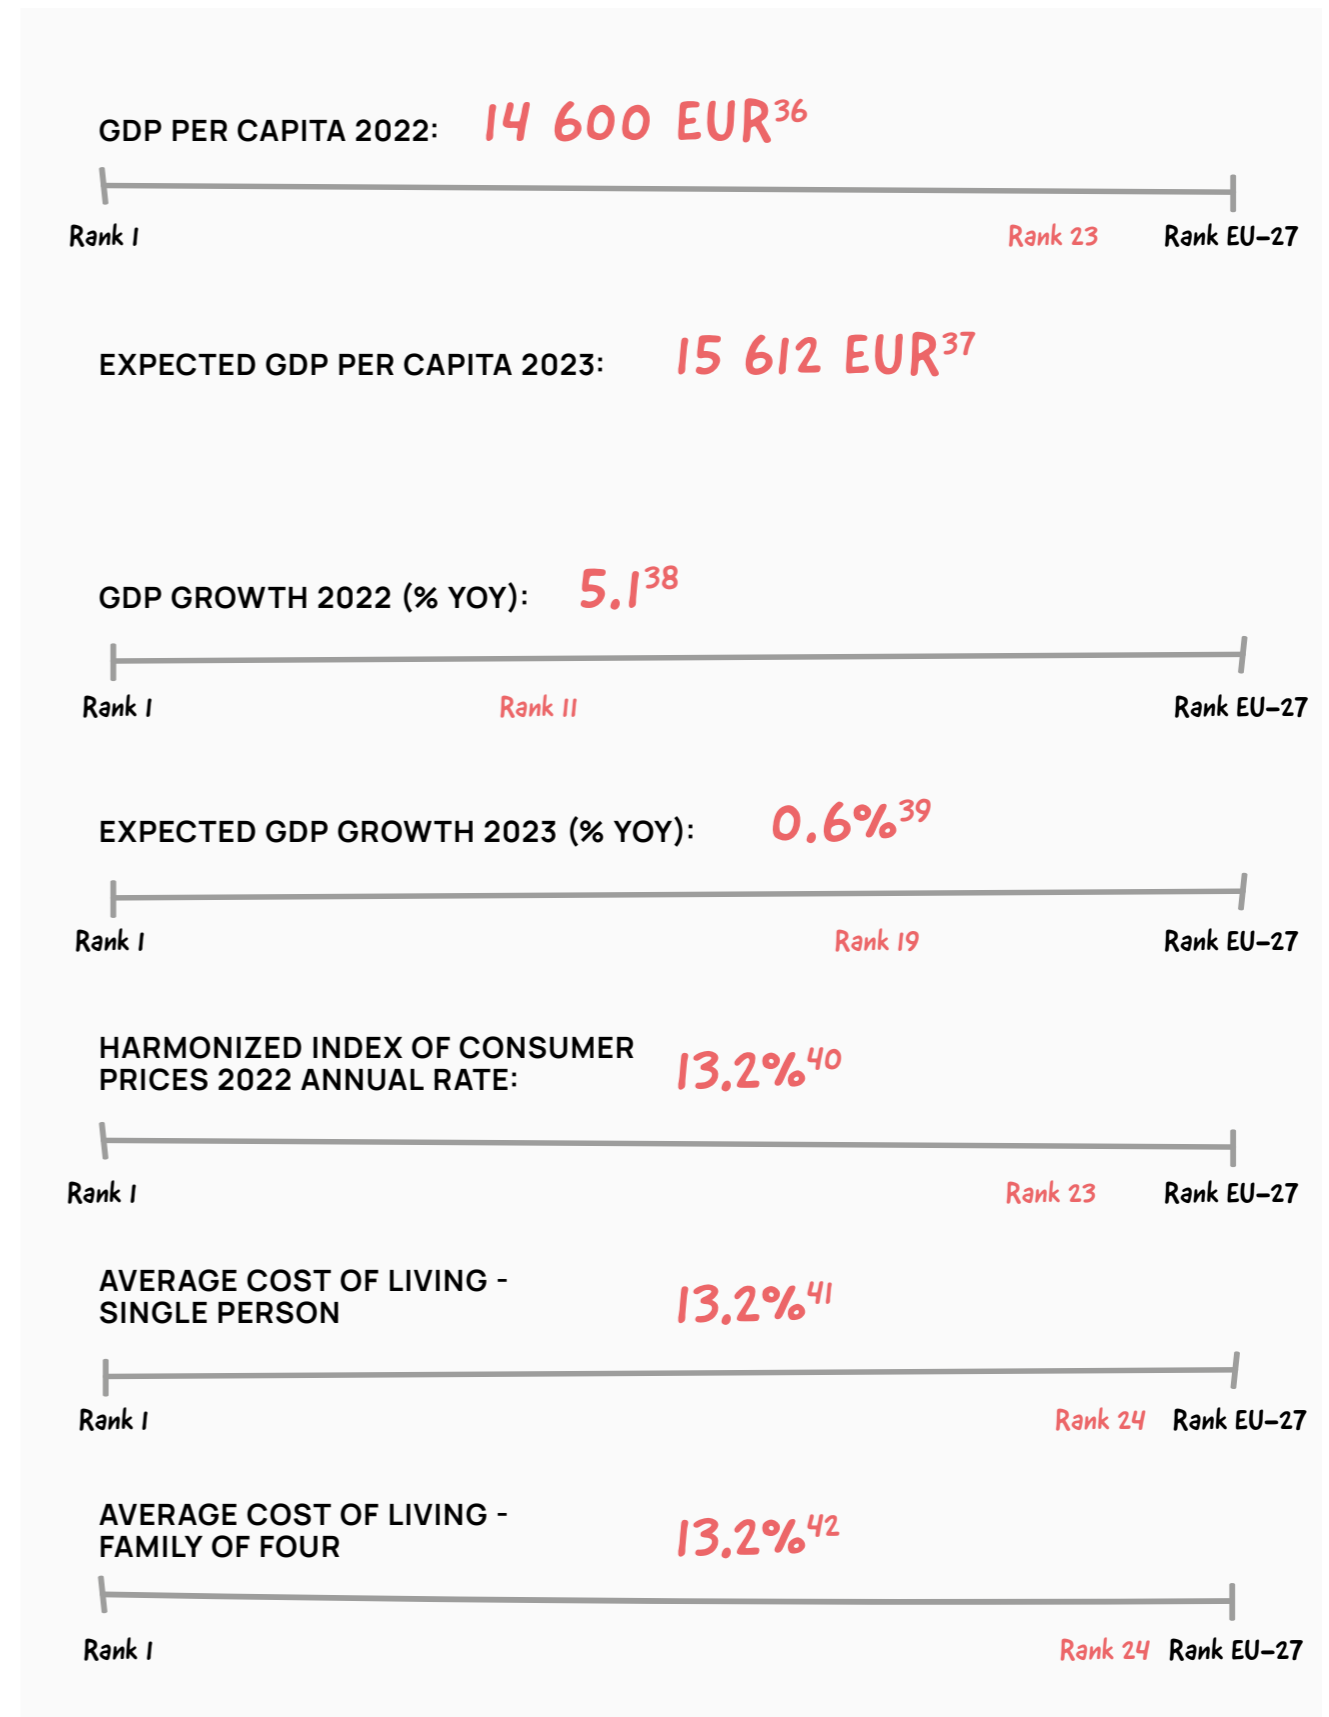 GDP PER CAPITA 2022: 14 600 EUR36
Rank 1 Rank 23 Rank EU-27
EXPECTED GDP PER CAPITA 2023: 15 612 EUR37
GDP GROWTH 2022 (% YOY): 5.138
Rank 1 Rank 11 Rank EU-27
EXPECTED GDP GROWTH 2023 (% YOY): 0.6%39
Rank 1 Rank 19 Rank EU-27
HARMONIZED INDEX OF CONSUMER
PRICES 2022 ANNUAL RATE: 13.2%40
Rank 1 Rank 23 Rank EU-27
AVERAGE COST OF LIVING -
SINGLE PERSON 13.2%41
Rank 1 Rank 24 Rank EU-27
AVERAGE COST OF LIVING -
FAMILY OF FOUR 13.2%42
Rank 1 Rank 24 Rank EU-27